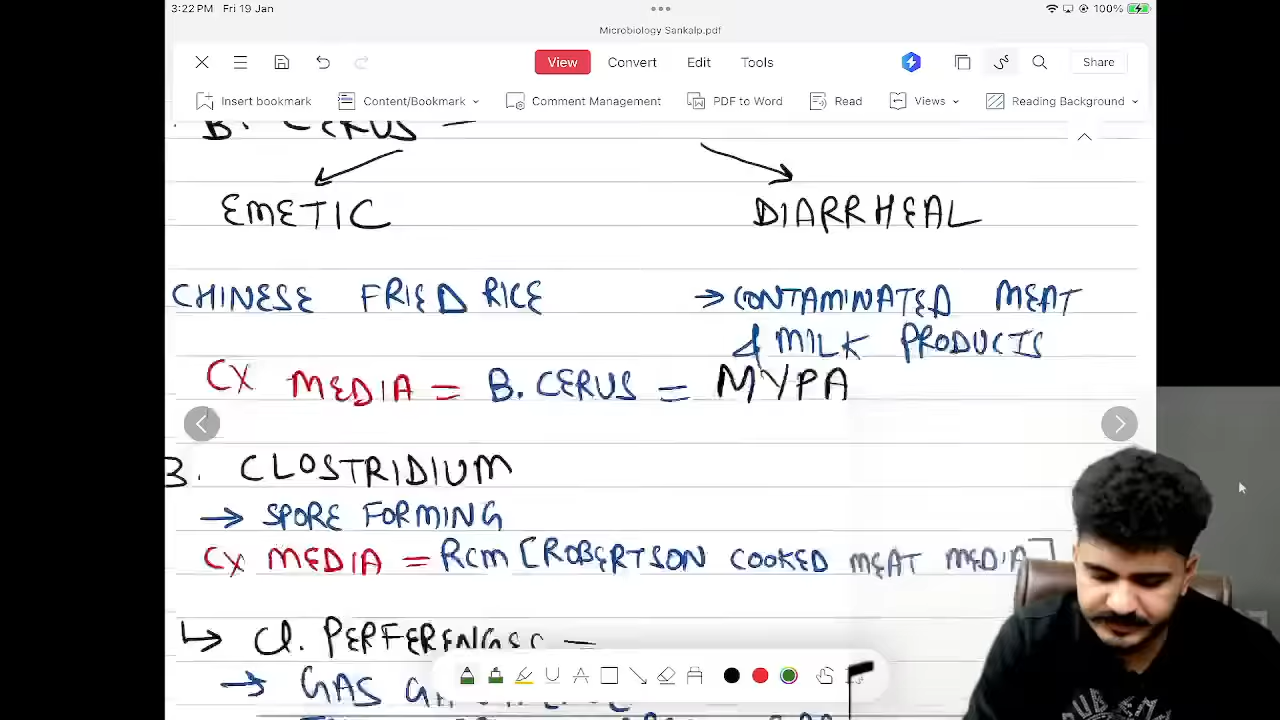 3:22 PM Fri 19 Jan
100%
Microbiology Sankalp.pdf
View Convert Edit Tools
Share
Insert bookmark Content/Bookmark Comment Management PDF to Word Read Views Reading Background
B. CERUS =
EMETIC DIARRHEAL
CHINESE FRIED RICE → CONTAMINATED MEAT
& MILK PRODUCTS
CX MEDIA = B. CERUS = MYPA
3. CLOSTRIDIUM
→ SPORE FORMING
CX MEDIA = RCM [ROBERTSON COOKED MEAT MEDIA]
↳ Cl. PERFERENGES =
→ GAS